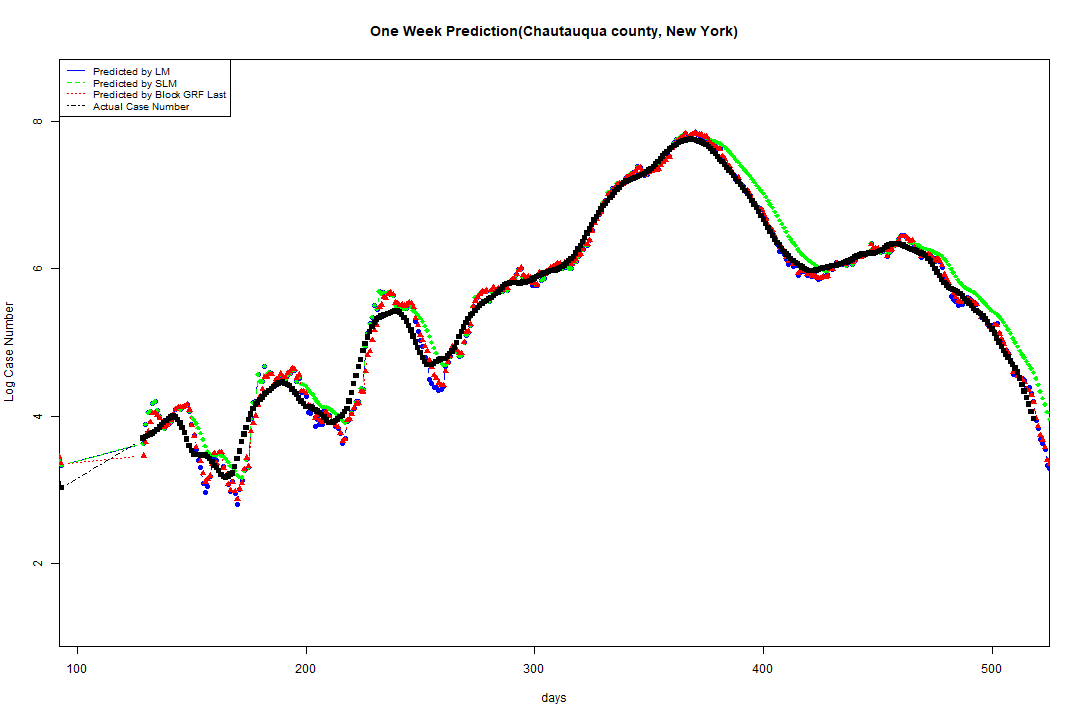 One Week Prediction(Chautauqua county, New York)
Predicted by LM
Predicted by SLM
Predicted by Block GRF Last
Actual Case Number
8
6
4
2
Log Case Number
100 200 300 400 500
days